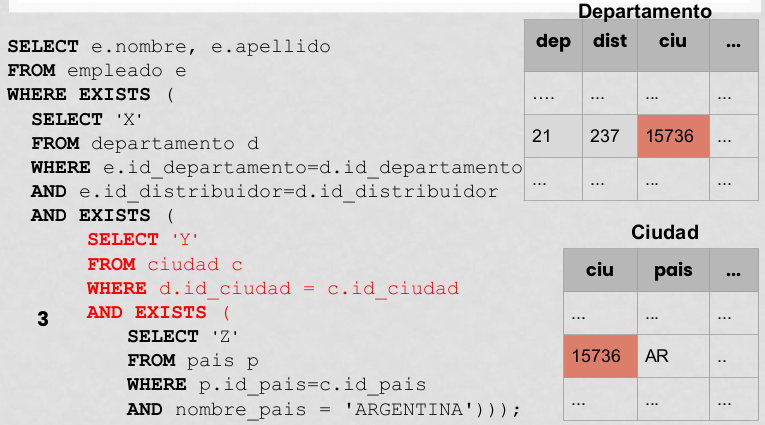 Departamento
SELECT e.nombre, e.apellido
FROM empleado e
WHERE EXISTS (
SELECT 'X'
FROM departamento d
WHERE e.id_departamento=d.id_departamento
AND e.id_distribuidor=d.id_distribuidor
AND EXISTS (
SELECT 'Y'
FROM ciudad c
WHERE d.id_ciudad = c.id_ciudad
AND EXISTS (
3
SELECT 'Z'
FROM pais p
WHERE p.id_pais=c.id_pais
AND nombre_pais = 'ARGENTINA')));
dep dist ciu ...
.... ... ... ...
21 237 15736 ...
... ... ... ...
Ciudad
ciu pais ...
... ... ...
15736 AR ..
... ... ...